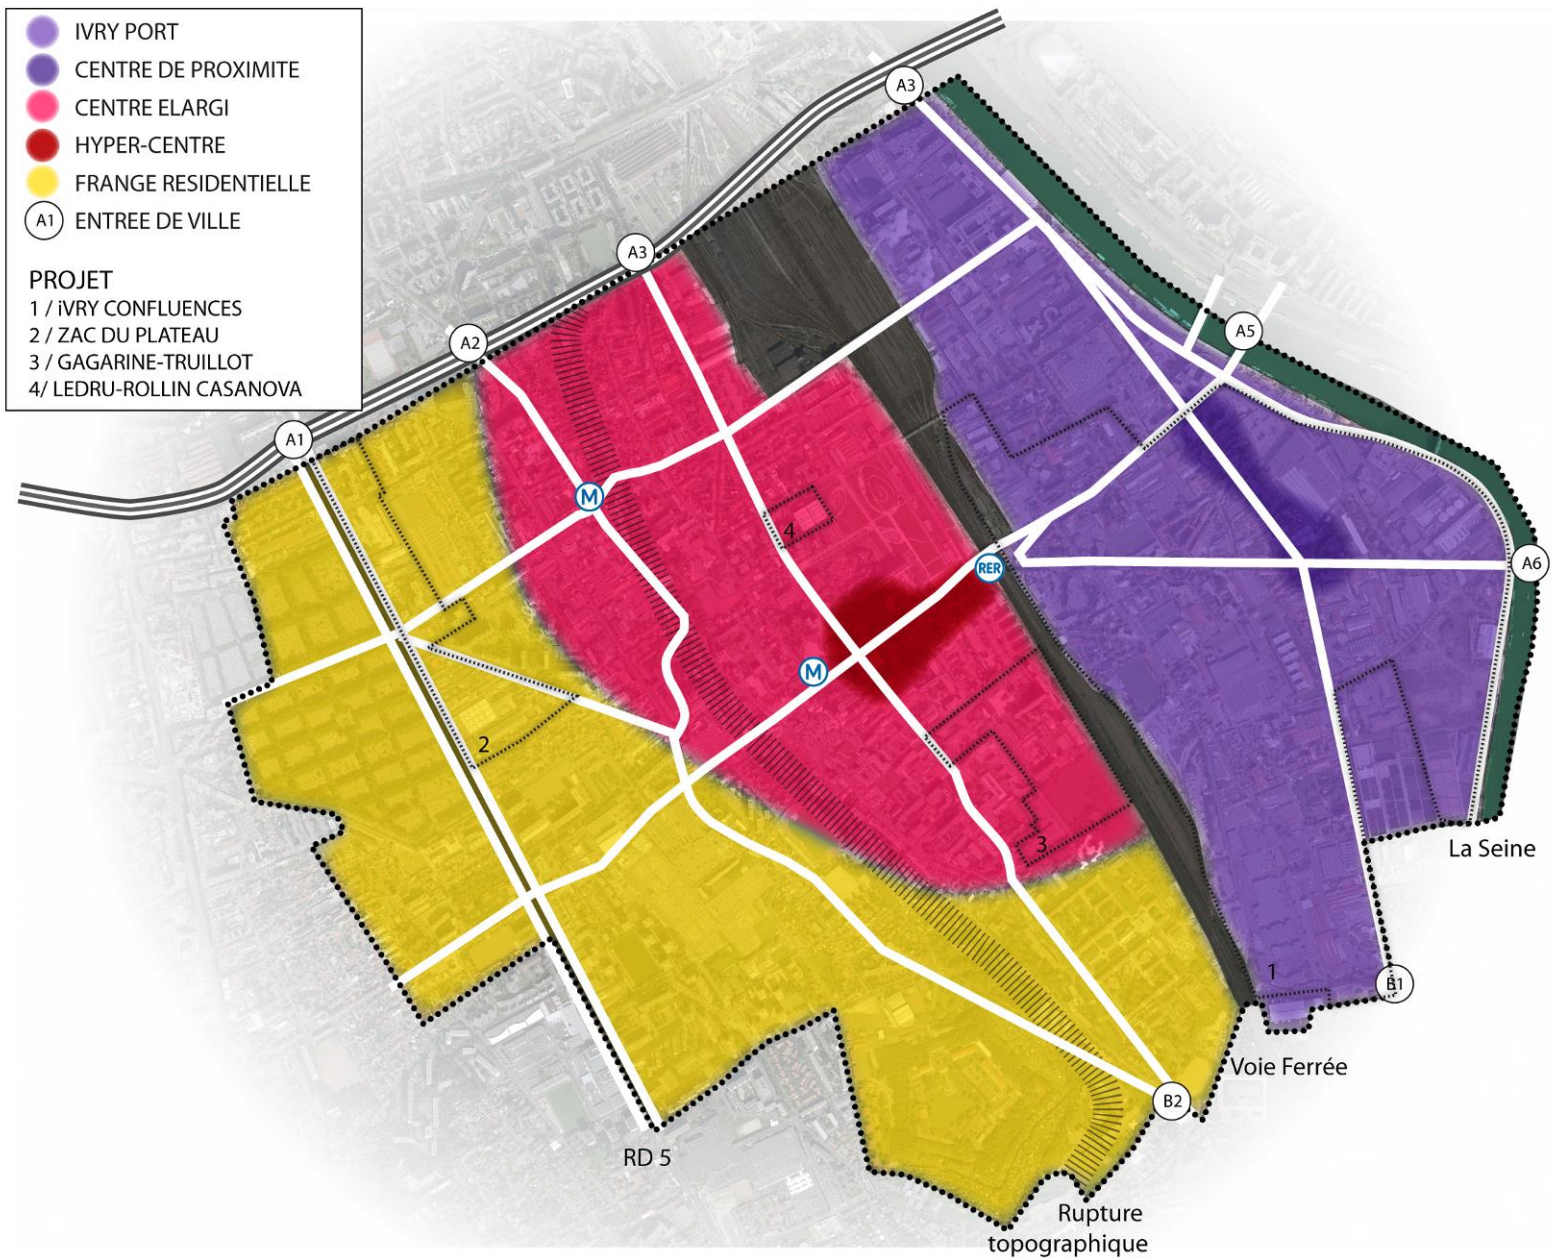 IVRY PORT
CENTRE DE PROXIMITE
CENTRE ELARGI
HYPER-CENTRE
FRANGE RESIDENTIELLE
A1 ENTREE DE VILLE
PROJET
1 / iVRY CONFLUENCES
2 / ZAC DU PLATEAU
3 / GAGARINE-TRUILLOT
4/ LEDRU-ROLLIN CASANOVA
A3
A3
A2
A5
A1
M
4
RER
A6
M
2
3
La Seine
1
B1
Voie Ferrée
B2
RD 5
Rupture
topographique